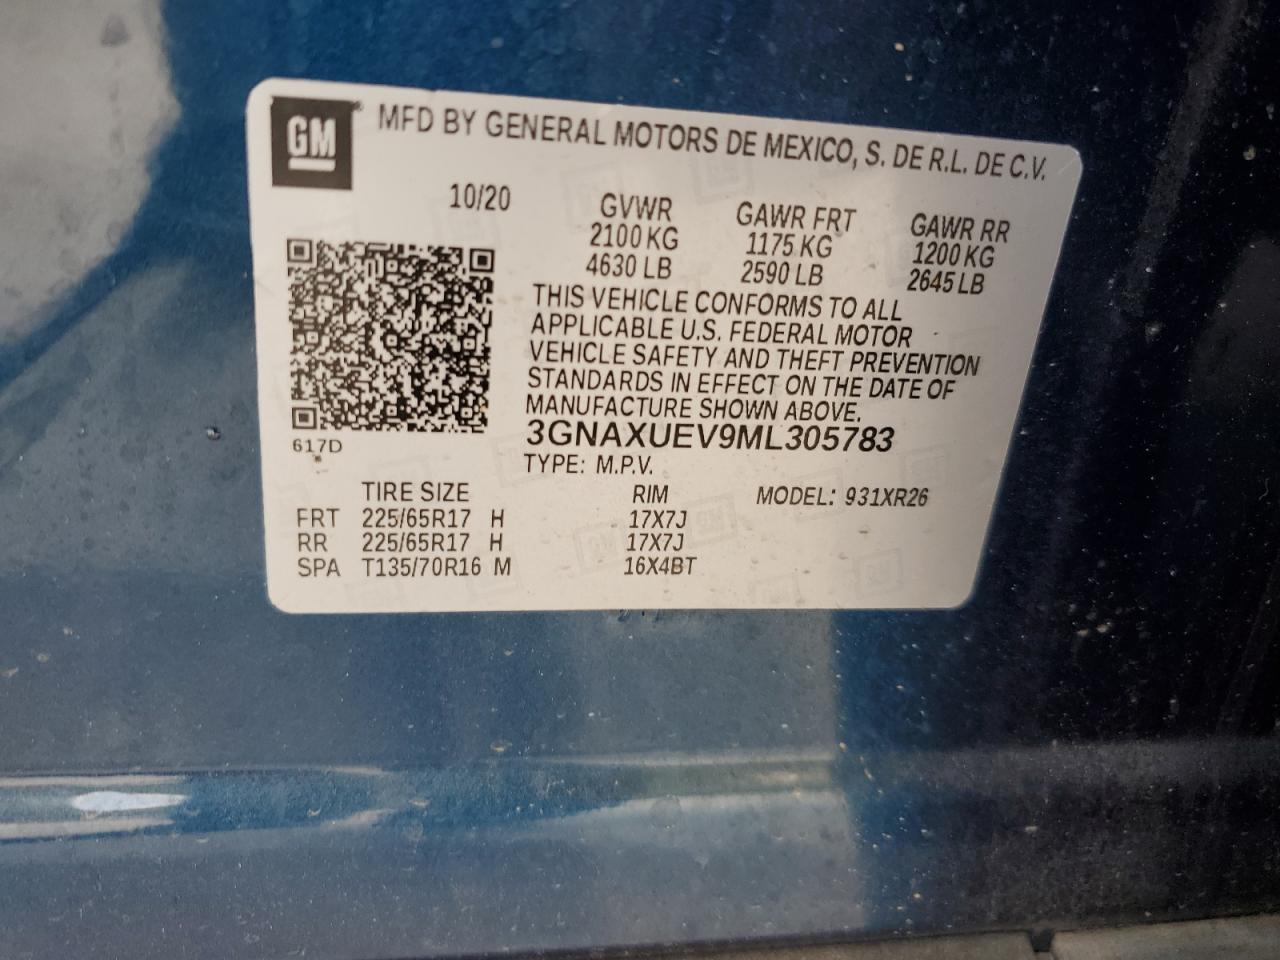 GM® MFD BY GENERAL MOTORS DE MEXICO, S. DE R.L. DE C.V.
10/20 GVWR GAWR FRT GAWR RR
2100 KG 1175 KG 1200 KG
4630 LB 2590 LB 2645 LB
THIS VEHICLE CONFORMS TO ALL
APPLICABLE U.S. FEDERAL MOTOR
VEHICLE SAFETY AND THEFT PREVENTION
STANDARDS IN EFFECT ON THE DATE OF
MANUFACTURE SHOWN ABOVE.
3GNAXUEV9ML305783
617D
TYPE: M.P.V.
TIRE SIZE RIM MODEL: 931XR26
FRT 225/65R17 H 17X7J
RR 225/65R17 H 17X7J
SPA T135/70R16 M 16X4BT